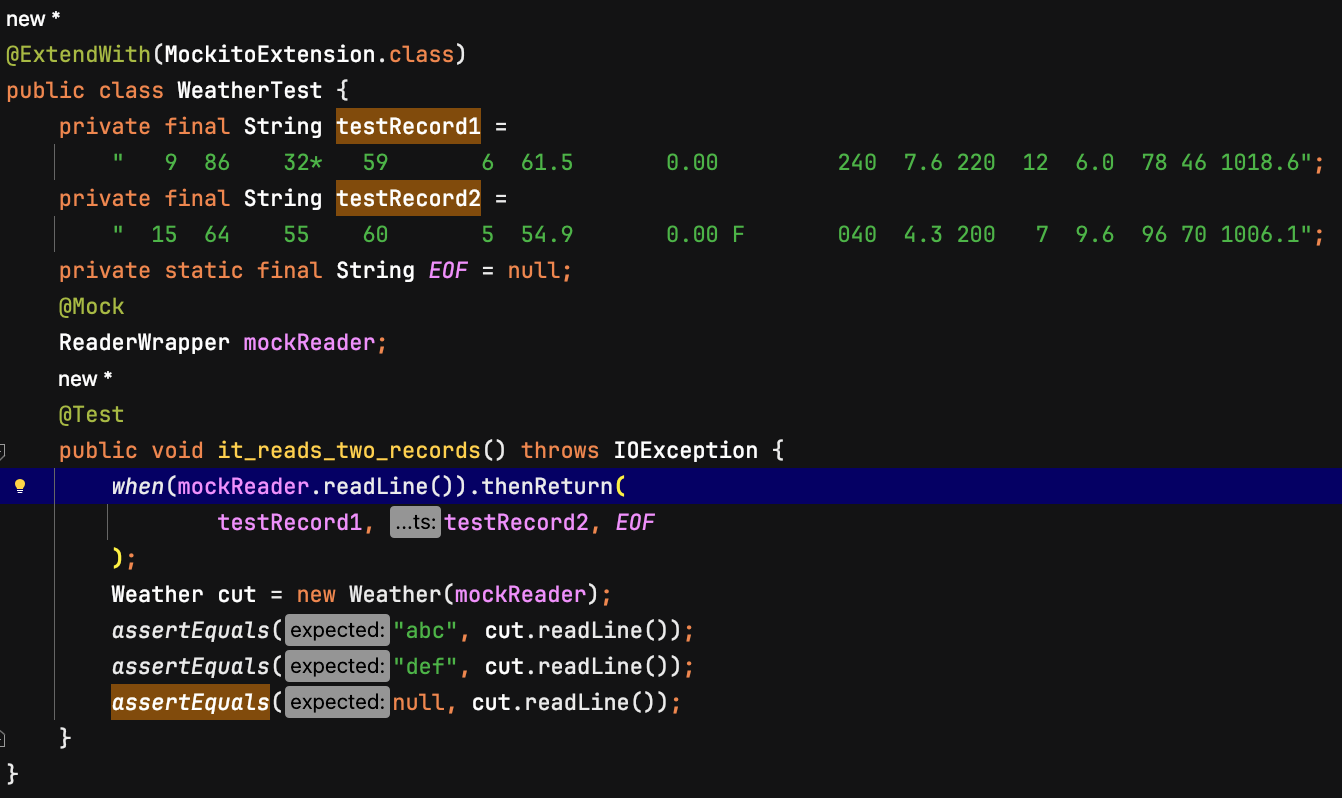 new *
@ExtendWith(MockitoExtension.class)
public class WeatherTest {
    private final String testRecord1 =
        "   9  86    32*   59       6  61.5       0.00         240  7.6 220  12  6.0  78 46 1018.6";
    private final String testRecord2 =
        "  15  64    55    60       5  54.9       0.00 F       040  4.3 200   7  9.6  96 70 1006.1";
    private static final String EOF = null;
    @Mock
    ReaderWrapper mockReader;
    new *
    @Test
    public void it_reads_two_records() throws IOException {
        when(mockReader.readLine()).thenReturn(
                testRecord1, ...ts: testRecord2, EOF
        );
        Weather cut = new Weather(mockReader);
        assertEquals( expected: "abc", cut.readLine());
        assertEquals( expected: "def", cut.readLine());
        assertEquals( expected: null, cut.readLine());
    }
}